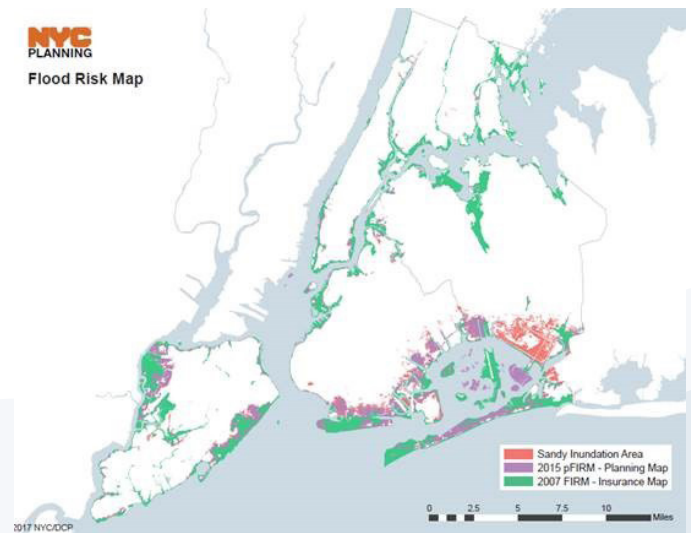 NYC
PLANNING
Flood Risk Map
Sandy Inundation Area
2015 pFIRM - Planning Map
2007 FIRM - Insurance Map
0 2.5 5 7.5 10
Miles
2017 NYC/DCP